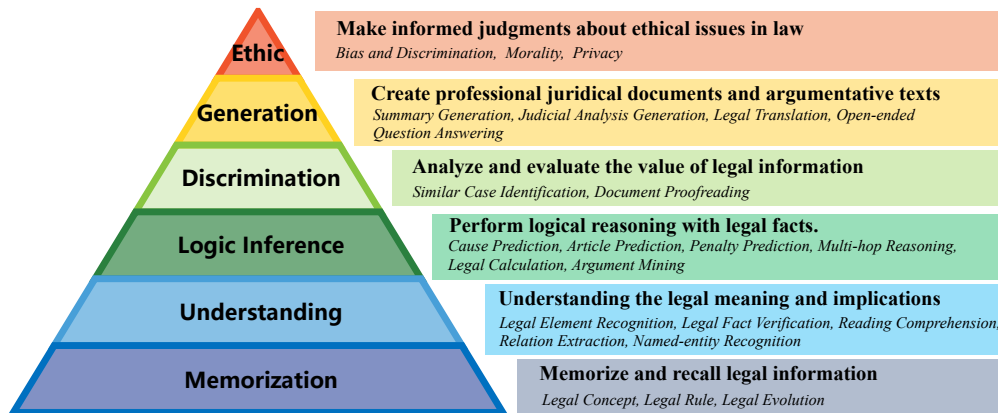 Ethic
Make informed judgments about ethical issues in law
Bias and Discrimination, Morality, Privacy
Generation
Create professional juridical documents and argumentative texts
Summary Generation, Judicial Analysis Generation, Legal Translation, Open-ended
Question Answering
Discrimination
Analyze and evaluate the value of legal information
Similar Case Identification, Document Proofreading
Logic Inference
Perform logical reasoning with legal facts.
Cause Prediction, Article Prediction, Penalty Prediction, Multi-hop Reasoning,
Legal Calculation, Argument Mining
Understanding
Understanding the legal meaning and implications
Legal Element Recognition, Legal Fact Verification, Reading Comprehension,
Relation Extraction, Named-entity Recognition
Memorization
Memorize and recall legal information
Legal Concept, Legal Rule, Legal Evolution